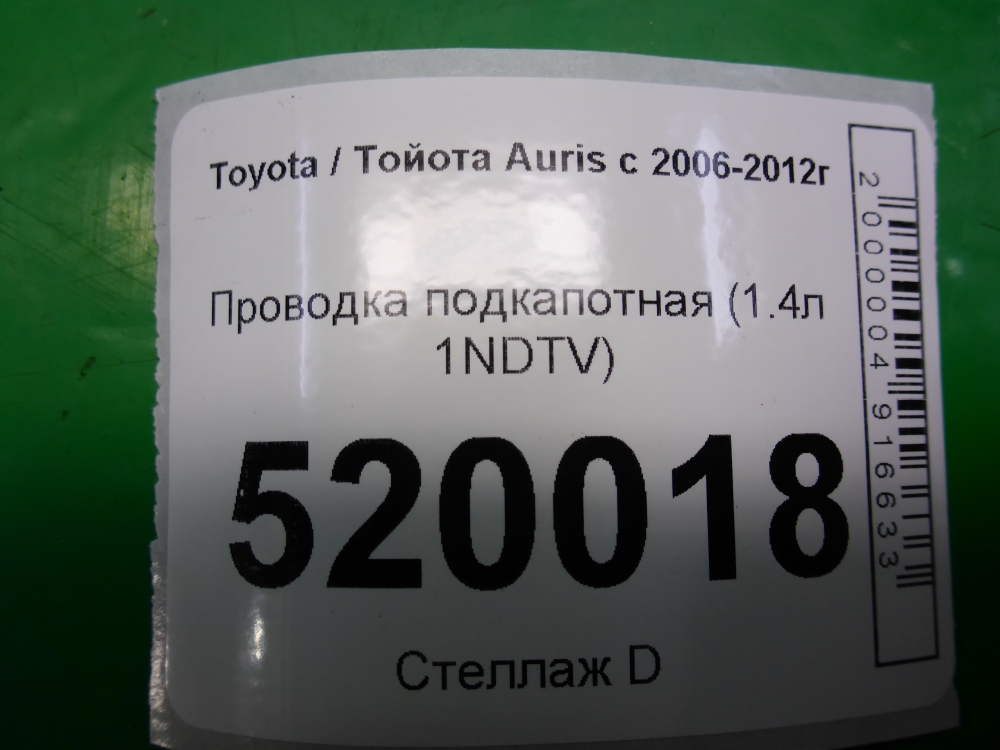 Toyota / Тойота Auris с 2006-2012г
Проводка подкапотная (1.4л
1NDTV)
520018
Стеллаж D
2000004916633